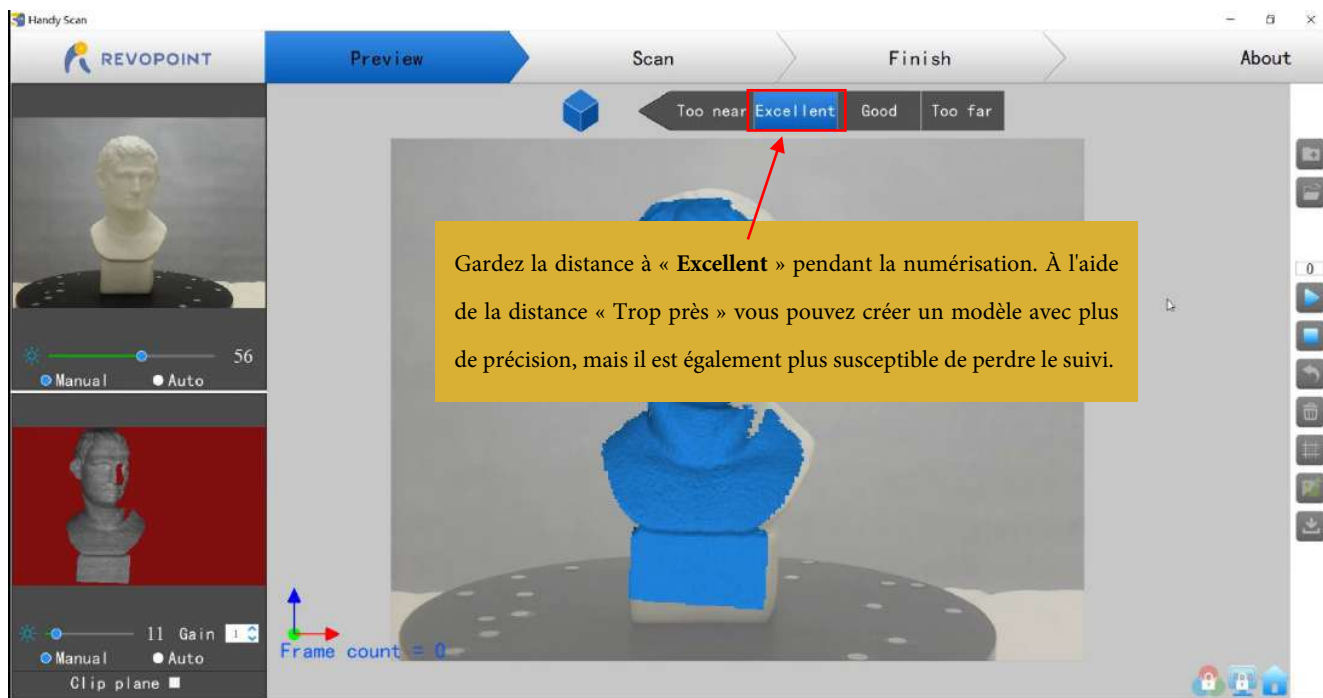 Handy Scan
REVOPOINT
Preview
Scan
Finish
About
Too near
Excellent
Good
Too far
Gardez la distance à « Excellent » pendant la numérisation. À l'aide
de la distance « Trop près » vous pouvez créer un modèle avec plus
de précision, mais il est également plus susceptible de perdre le suivi.
0
56
Manual
Auto
11 Gain 1
Manual
Auto
Clip plane
Frame count = 0